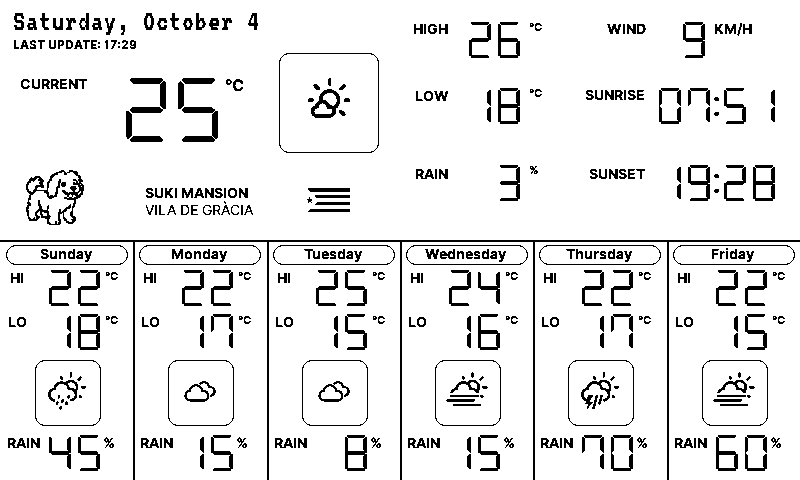 Saturday, October 4
LAST UPDATE: 17:29
CURRENT 25 °C
SUKI MANSION
VILA DE GRÀCIA
HIGH 26 °C
LOW 18 °C
RAIN 3 %
WIND 9 KM/H
SUNRISE 07:51
SUNSET 19:28
Sunday
HI 22 °C
LO 18 °C
RAIN 45 %
Monday
HI 22 °C
LO 17 °C
RAIN 15 %
Tuesday
HI 25 °C
LO 15 °C
RAIN 8 %
Wednesday
HI 24 °C
LO 16 °C
RAIN 15 %
Thursday
HI 22 °C
LO 17 °C
RAIN 70 %
Friday
HI 22 °C
LO 15 °C
RAIN 60 %